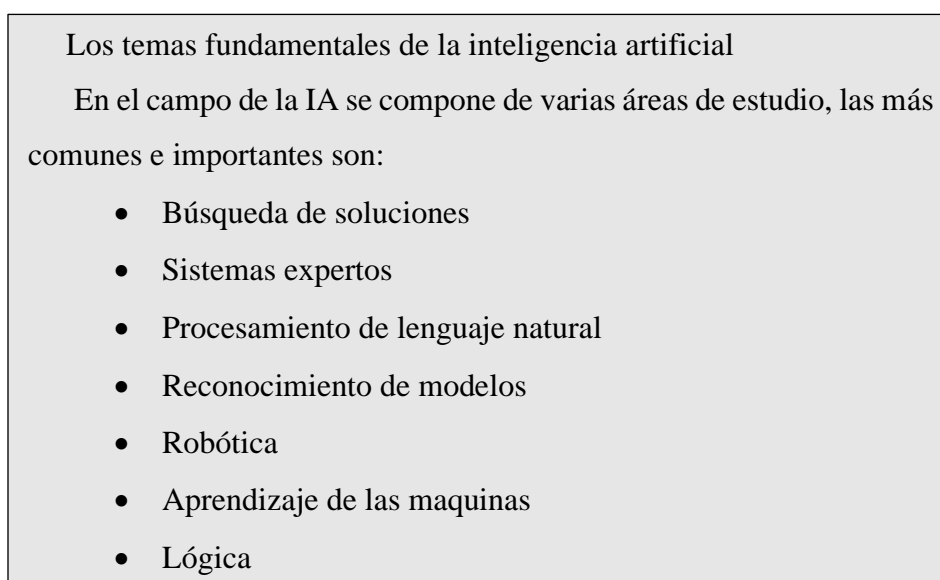 Los temas fundamentales de la inteligencia artificial
En el campo de la IA se compone de varias áreas de estudio, las más
comunes e importantes son:
• Búsqueda de soluciones
• Sistemas expertos
• Procesamiento de lenguaje natural
• Reconocimiento de modelos
• Robótica
• Aprendizaje de las maquinas
• Lógica